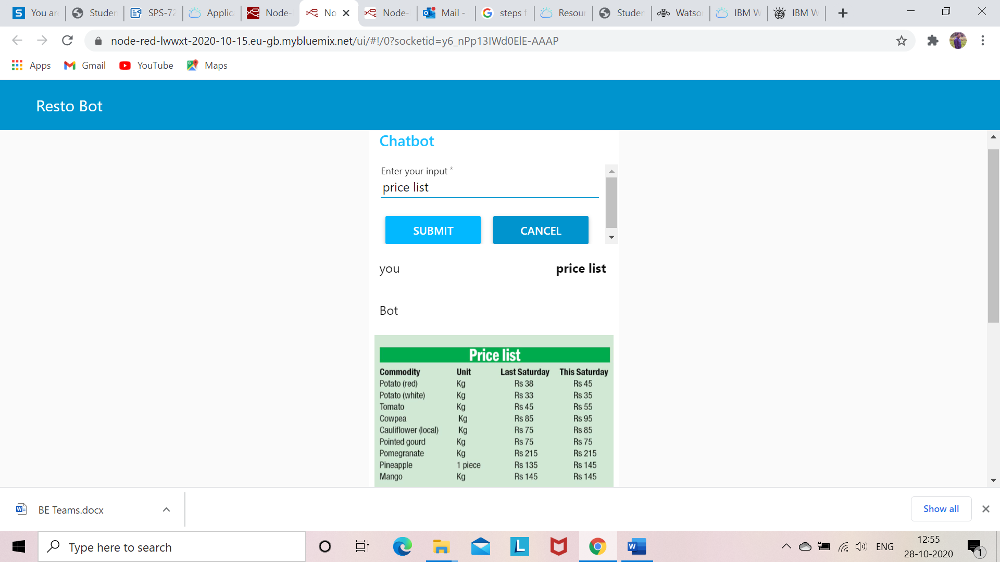 You ar
Studer
SPS-72
Applic
Node-
No
Node-
Mail -
steps f
Resour
Studer
Watso
IBM W
IBM W
node-red-lwwxt-2020-10-15.eu-gb.mybluemix.net/ui/#!/0?socketid=y6_nPp13IWd0ElE-AAAP
Apps Gmail YouTube Maps
Resto Bot
Chatbot
Enter your input *
price list
SUBMIT CANCEL
you price list
Bot
Price list
Commodity Unit Last Saturday This Saturday
Potato (red) Kg Rs 38 Rs 45
Potato (white) Kg Rs 33 Rs 35
Tomato Kg Rs 45 Rs 55
Cowpea Kg Rs 85 Rs 95
Cauliflower (local) Kg Rs 75 Rs 85
Pointed gourd Kg Rs 75 Rs 75
Pomegranate Kg Rs 215 Rs 215
Pineapple 1 piece Rs 135 Rs 145
Mango Kg Rs 145 Rs 145
BE Teams.docx
Show all
Type here to search
ENG
12:55
28-10-2020
1